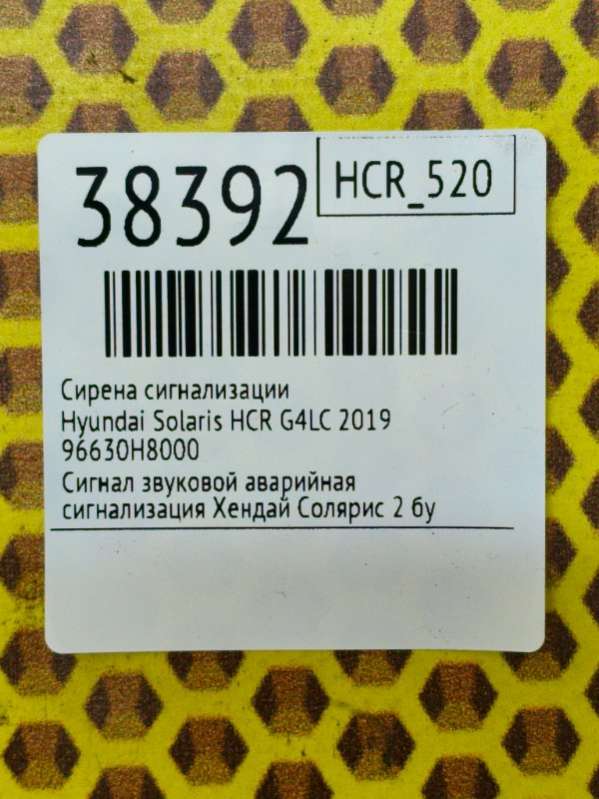 38392
HCR_520
Сирена сигнализации
Hyundai Solaris HCR G4LC 2019
96630H8000
Сигнал звуковой аварийная
сигнализация Хендай Солярис 2 бу